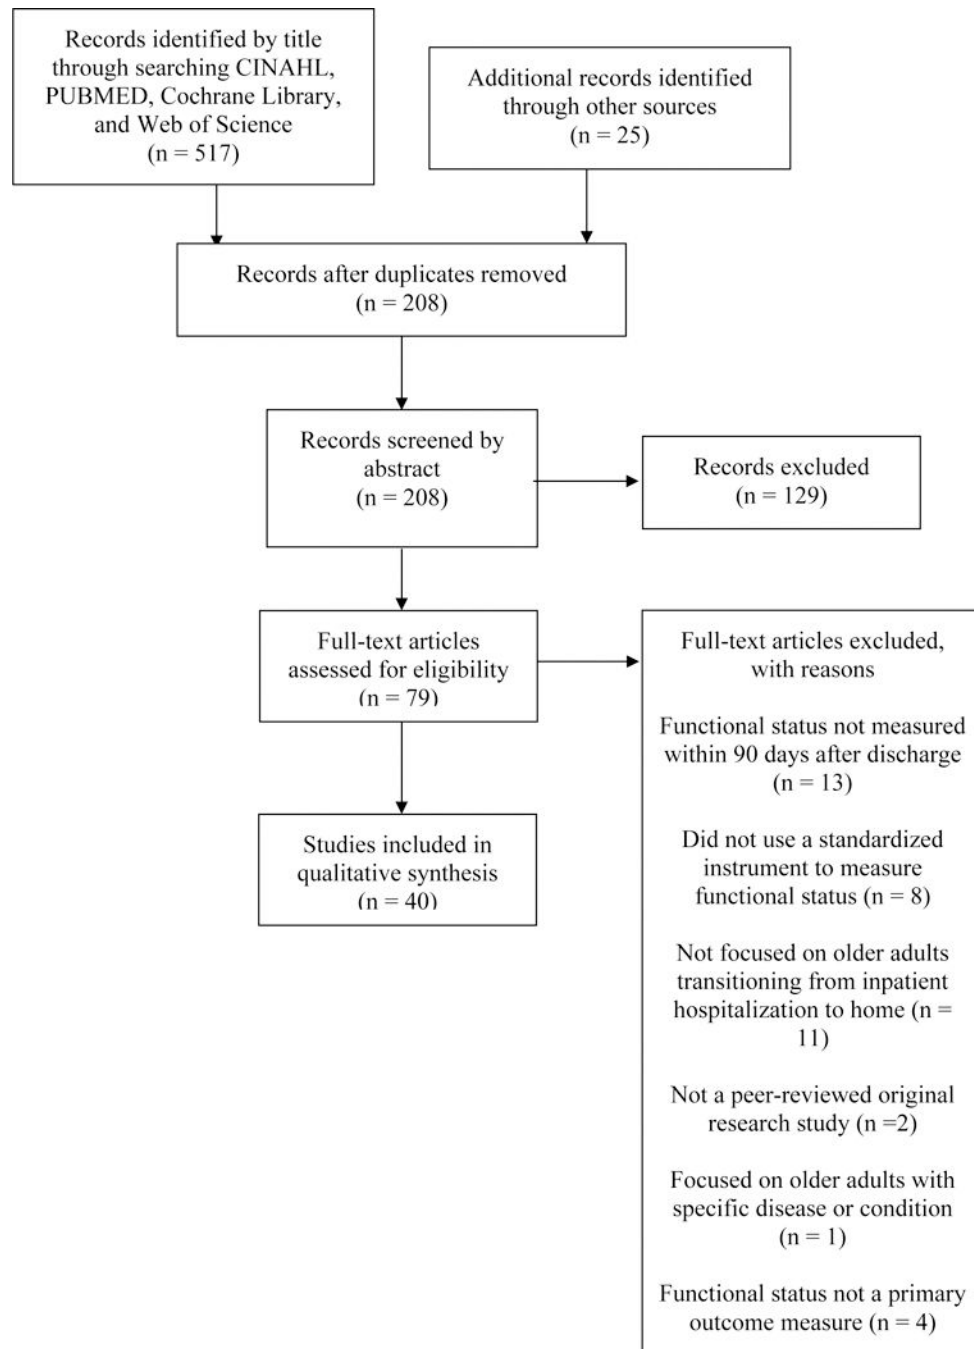 Records identified by title
through searching CINAHL,
PUBMED, Cochrane Library,
and Web of Science
(n = 517)
Additional records identified
through other sources
(n = 25)
Records after duplicates removed
(n = 208)
Records screened by
abstract
(n = 208)
Records excluded
(n = 129)
Full-text articles
assessed for eligibility
(n = 79)
Studies included in
qualitative synthesis
(n = 40)
Full-text articles excluded,
with reasons
Functional status not measured
within 90 days after discharge
(n = 13)
Did not use a standardized
instrument to measure
functional status (n = 8)
Not focused on older adults
transitioning from inpatient
hospitalization to home (n =
11)
Not a peer-reviewed original
research study (n =2)
Focused on older adults with
specific disease or condition
(n = 1)
Functional status not a primary
outcome measure (n = 4)